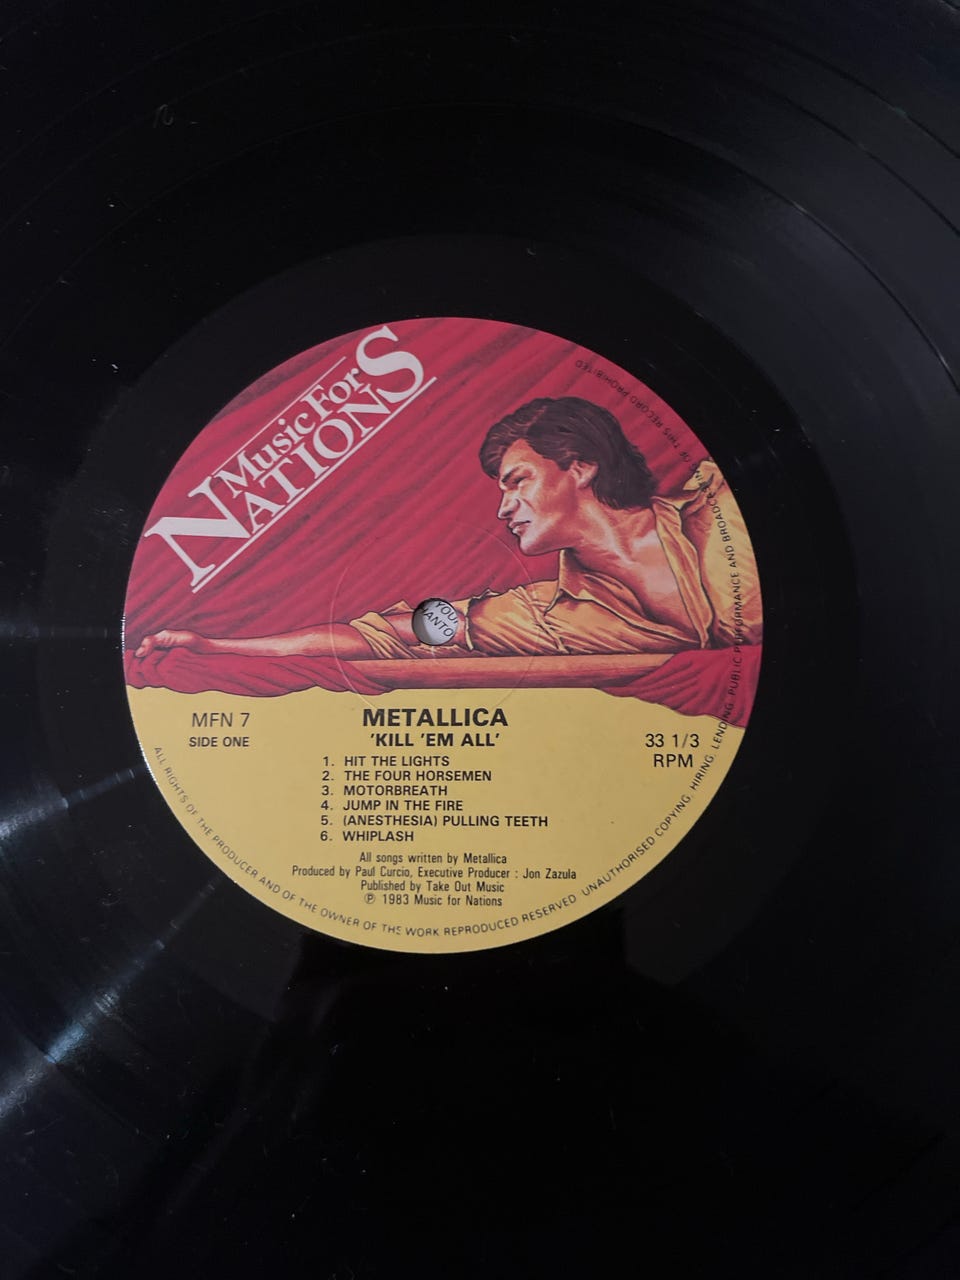 Music For
NATIONS
MFN 7
SIDE ONE
METALLICA
'KILL 'EM ALL'
33 1/3
RPM
1. HIT THE LIGHTS
2. THE FOUR HORSEMEN
3. MOTORBREATH
4. JUMP IN THE FIRE
5. (ANESTHESIA) PULLING TEETH
6. WHIPLASH
All songs written by Metallica
Produced by Paul Curcio, Executive Producer : Jon Zazula
Published by Take Out Music
℗ 1983 Music for Nations
ALL RIGHTS OF THE PRODUCER AND OF THE OWNER OF THE WORK REPRODUCED RESERVED UNAUTHORISED COPYING, HIRING, LENDING, PUBLIC PERFORMANCE AND BROADCASTING OF THIS RECORD PROHIBITED
YOUR